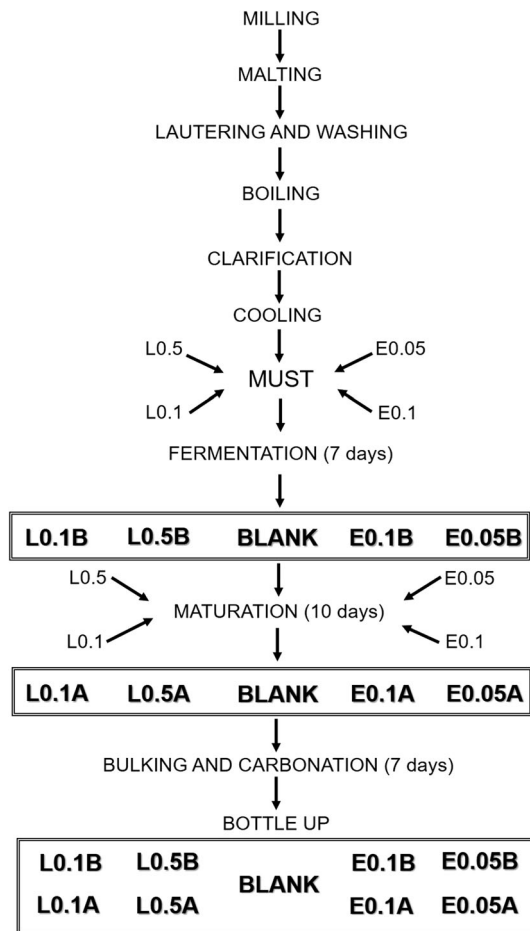 MILLING
MALTING
LAUTERING AND WASHING
BOILING
CLARIFICATION
COOLING
L0.5 E0.05
MUST
L0.1 E0.1
FERMENTATION (7 days)
L0.1B L0.5B BLANK E0.1B E0.05B
L0.5 E0.05
MATURATION (10 days)
L0.1 E0.1
L0.1A L0.5A BLANK E0.1A E0.05A
BULKING AND CARBONATION (7 days)
BOTTLE UP
L0.1B L0.5B E0.1B E0.05B
BLANK
L0.1A L0.5A E0.1A E0.05A